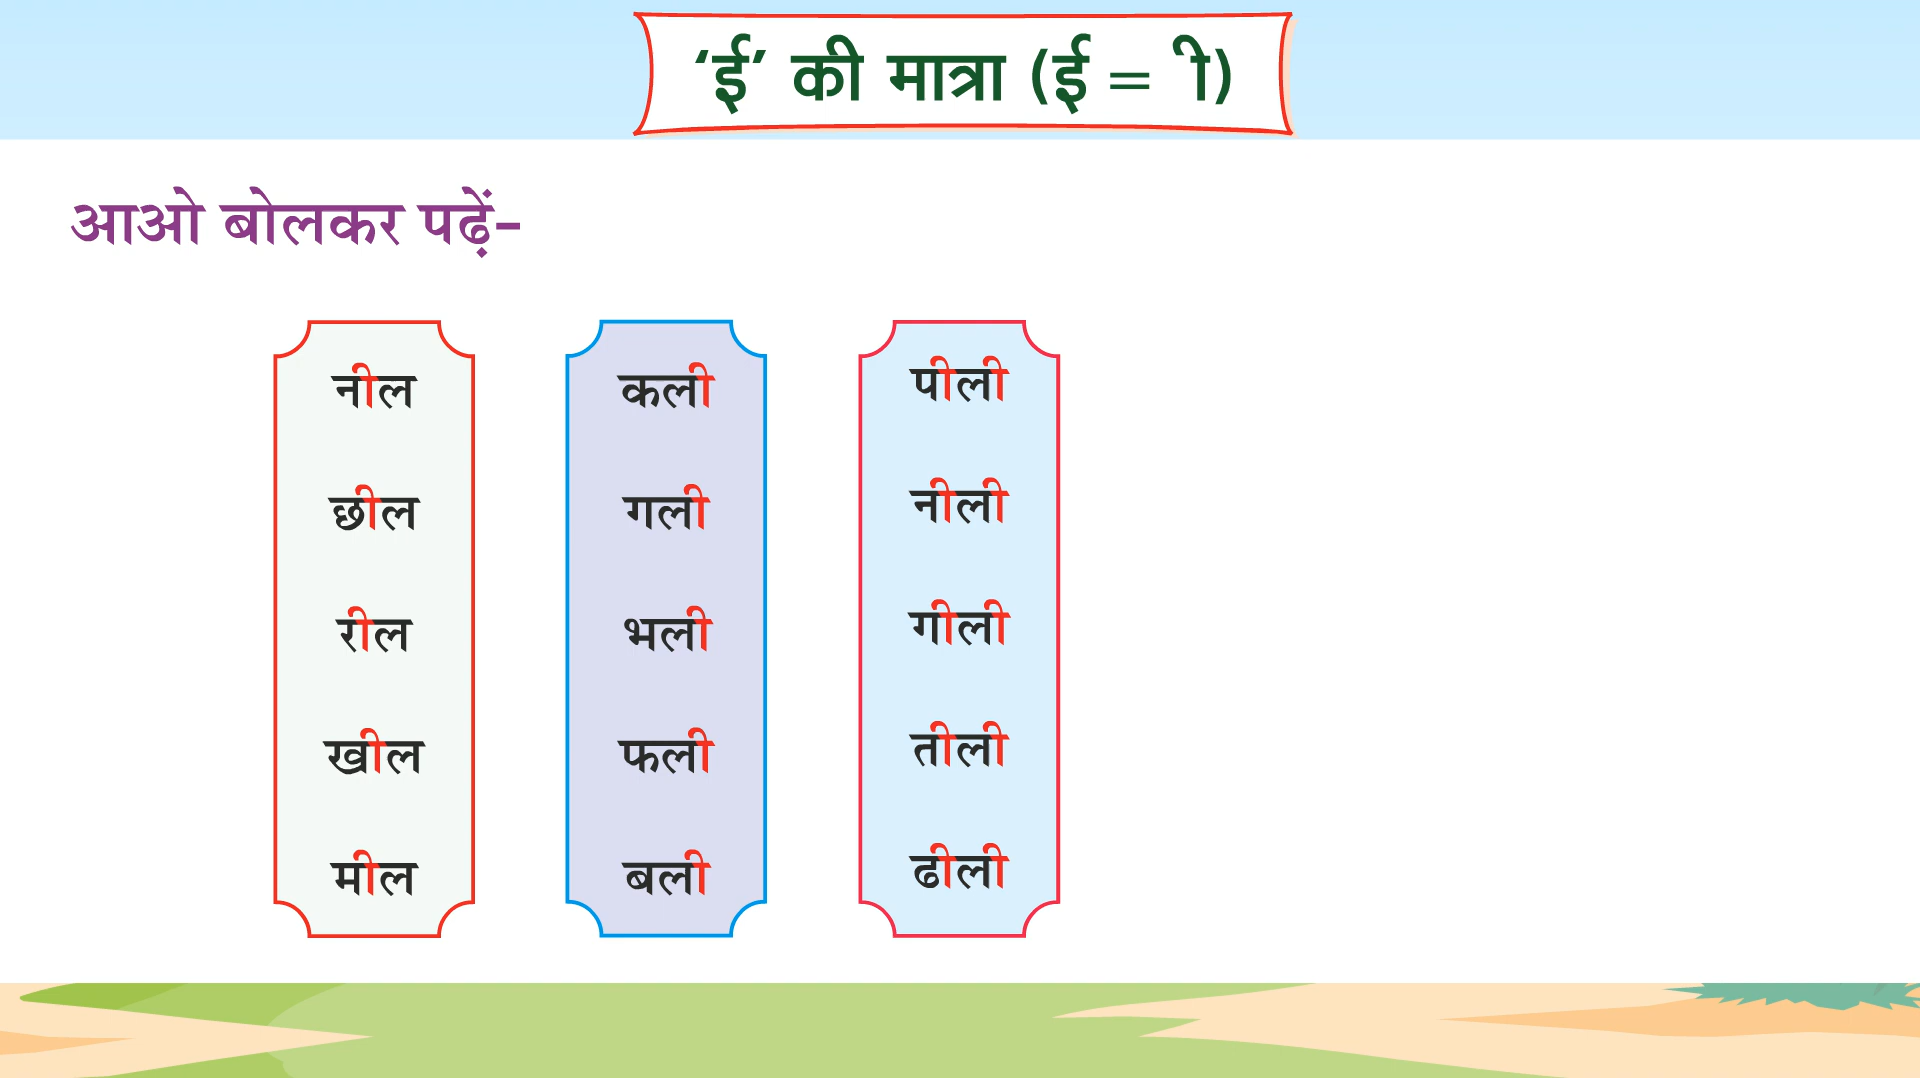 ‘ई’ की मात्रा (ई = ी)
आओ बोलकर पढ़ें–
नील
छील
रील
खील
मील
कली
गली
भली
फली
बली
पीली
नीली
गीली
तीली
ढीली